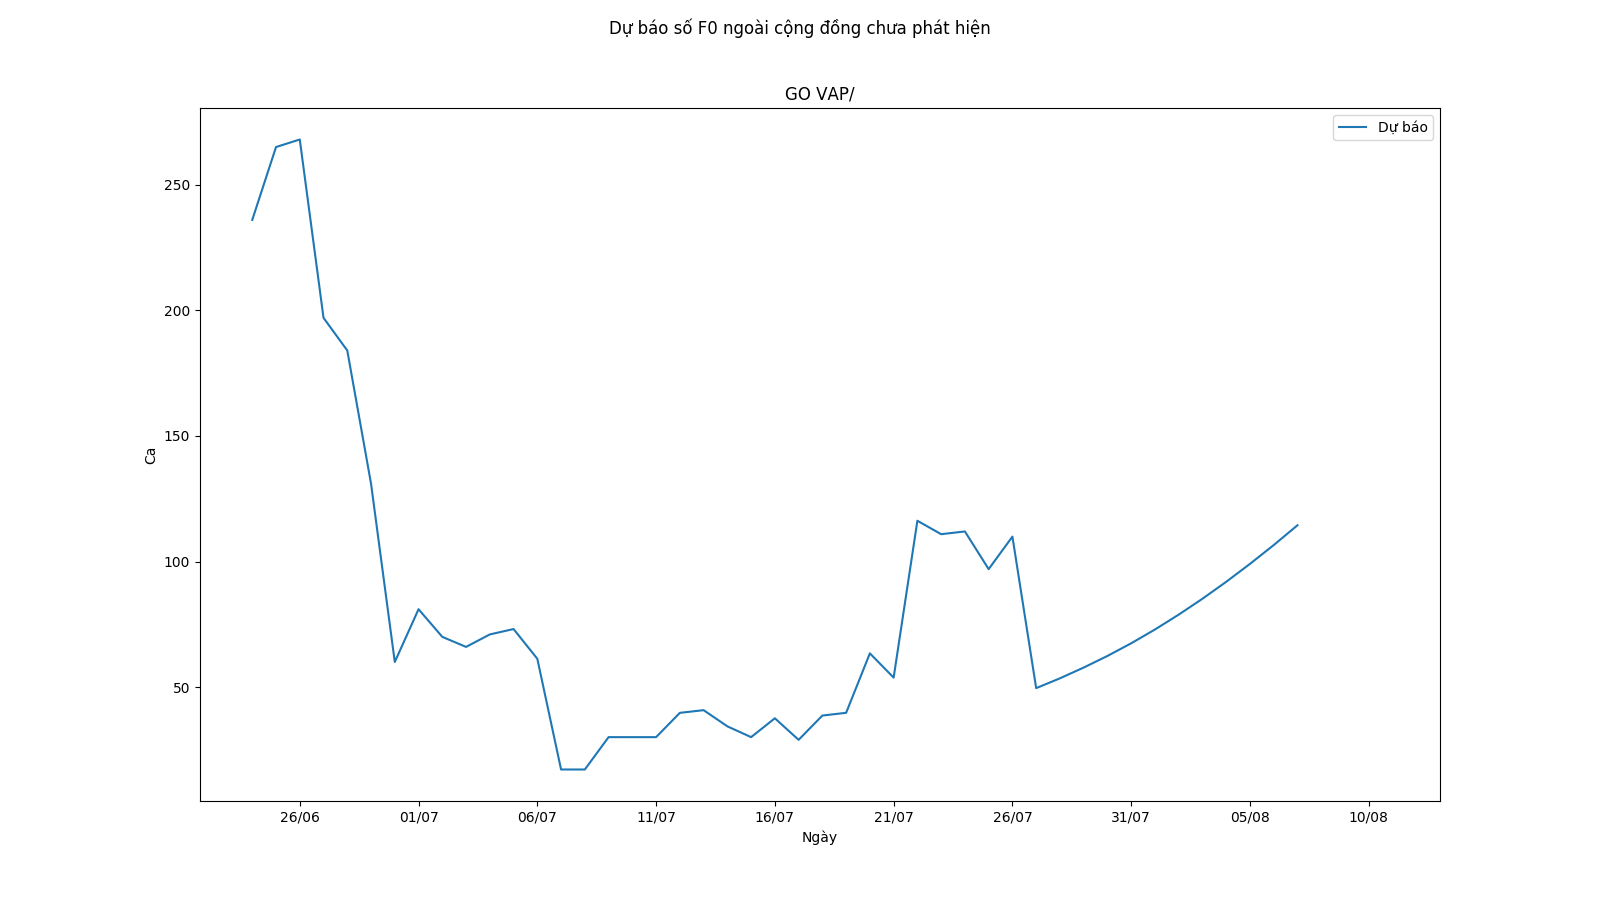 Dự báo số F0 ngoài cộng đồng chưa phát hiện
GO VAP/
Dự báo
250
200
150
100
50
Ca
26/06 01/07 06/07 11/07 16/07 21/07 26/07 31/07 05/08 10/08
Ngày